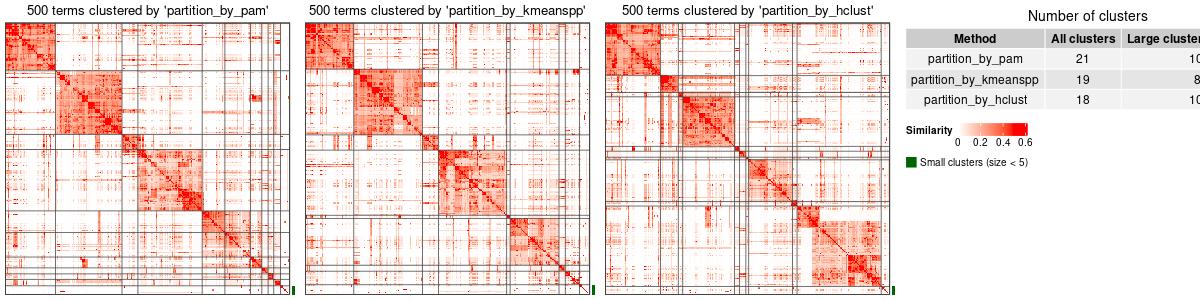 500 terms clustered by 'partition_by_pam'
500 terms clustered by 'partition_by_kmeanspp'
500 terms clustered by 'partition_by_hclust'
Number of clusters
Method All clusters Large
partition_by_pam 21 10
partition_by_kmeanspp 19 8
partition_by_hclust 18 10
Similarity
0 0.2 0.4 0.6
Small clusters (size < 5)